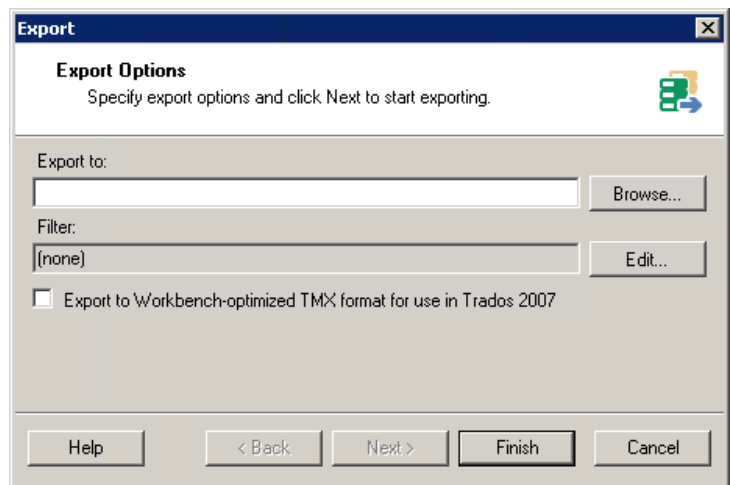 Export
Export Options
Specify export options and click Next to start exporting.
Export to:
Browse...
Filter:
(none)
Edit...
Export to Workbench-optimized TMX format for use in Trados 2007
Help
< Back
Next >
Finish
Cancel